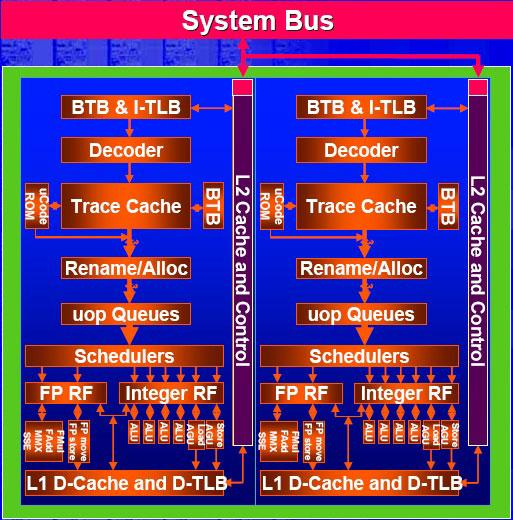 System Bus
BTB & I-TLB
Decoder
uCode
ROM
Trace Cache
BTB
3
Rename/Alloc
3
uop Queues
Schedulers
FP RF
Integer RF
FMul
FAdd
MMX
SSE
FP move
FP store
ALU
ALU
ALU
ALU
Load
AGU
Store
AGU
L1 D-Cache and D-TLB
L2 Cache and Control
BTB & I-TLB
Decoder
uCode
ROM
Trace Cache
BTB
3
Rename/Alloc
3
uop Queues
Schedulers
FP RF
Integer RF
FMul
FAdd
MMX
SSE
FP move
FP store
ALU
ALU
ALU
ALU
Load
AGU
Store
AGU
L1 D-Cache and D-TLB
L2 Cache and Control